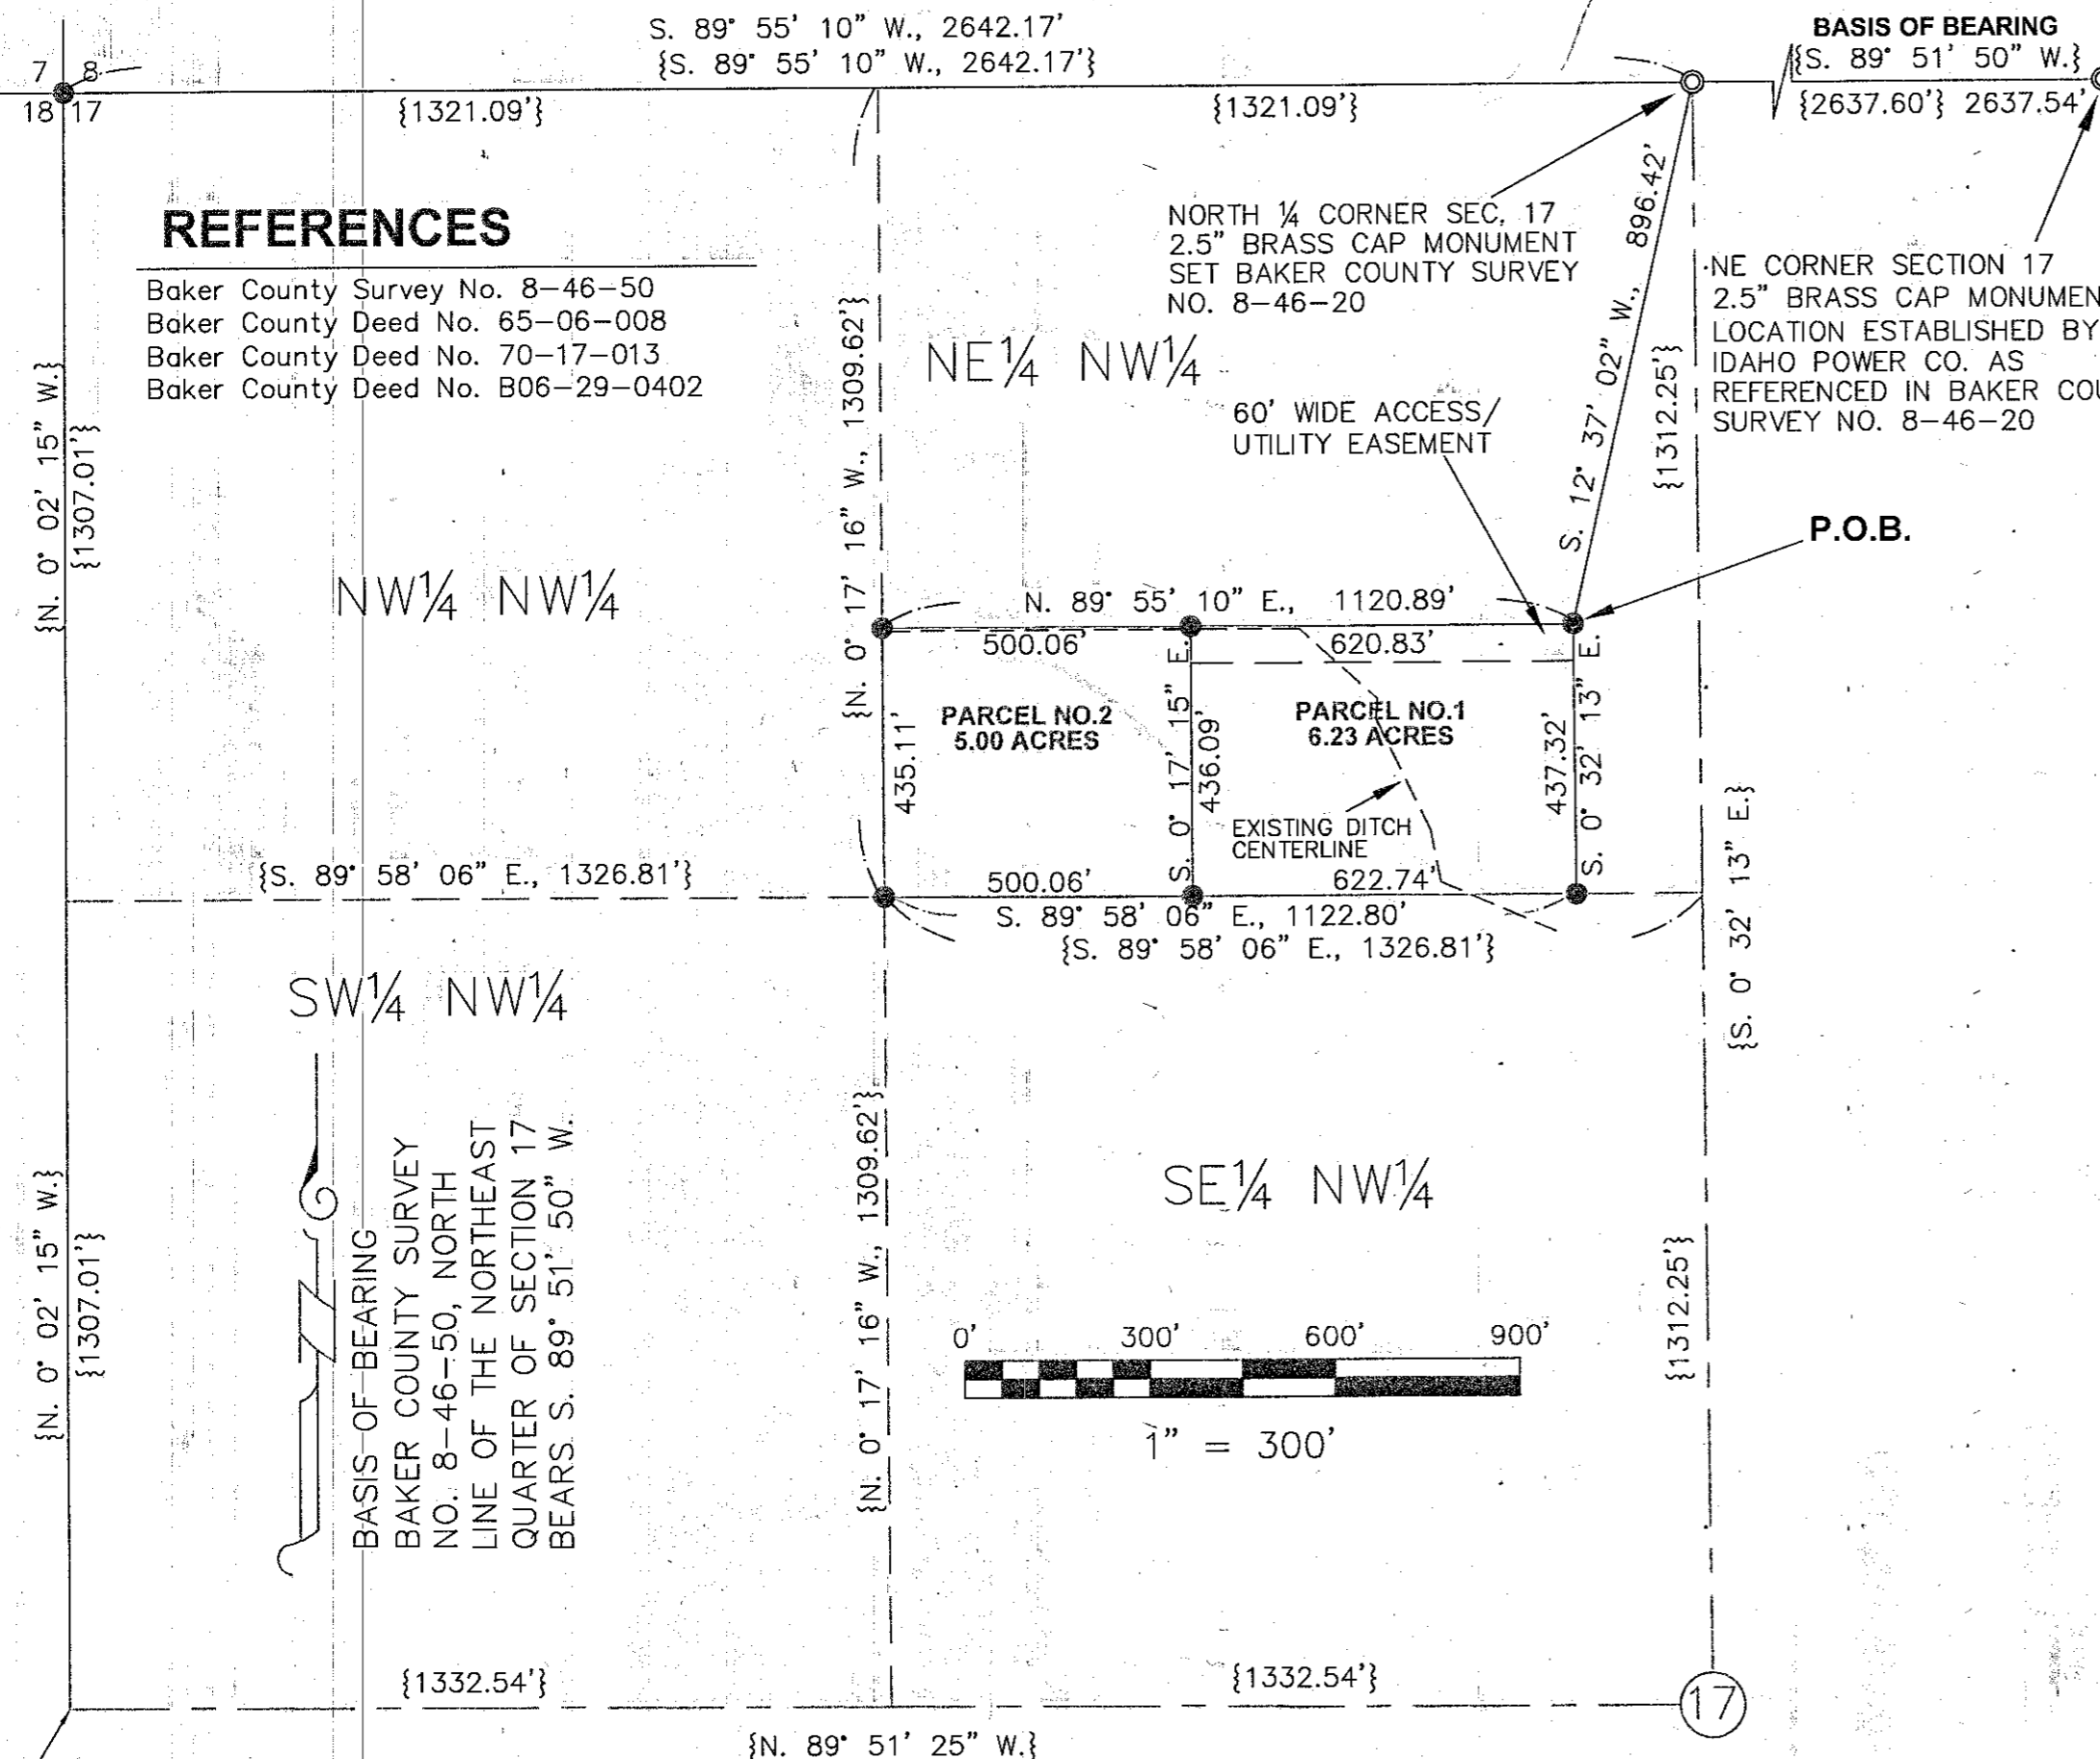 S. 89° 55' 10" W., 2642.17'
{S. 89° 55' 10" W., 2642.17'}
BASIS OF BEARING
{S. 89° 51' 50" W.}
{2637.60'} 2637.54'
7 8
18 17
{1321.09'}
{1321.09'}
REFERENCES
Baker County Survey No. 8-46-50
Baker County Deed No. 65-06-008
Baker County Deed No. 70-17-013
Baker County Deed No. B06-29-0402
NORTH 1/4 CORNER SEC, 17
2.5" BRASS CAP MONUMENT
SET BAKER COUNTY SURVEY
NO. 8-46-20
NE CORNER SECTION 17
2.5" BRASS CAP MONUMEN
LOCATION ESTABLISHED BY
IDAHO POWER CO. AS
REFERENCED IN BAKER COU
SURVEY NO. 8-46-20
S. 12° 37' 02" W., 896.42'
{1312.25'}
{N. 0° 02' 15" W.}
{1307.01'}
{N. 0° 17' 16" W., 1309.62'}
NE1/4 NW1/4
60' WIDE ACCESS/
UTILITY EASEMENT
P.O.B.
NW1/4 NW1/4
N. 89° 55' 10" E., 1120.89'
500.06'
620.83'
PARCEL NO.2
5.00 ACRES
PARCEL NO.1
6.23 ACRES
435.11'
S. 0° 17' 15" E.
436.09'
437.32'
S. 0° 32' 13" E.
EXISTING DITCH
CENTERLINE
{S. 89° 58' 06" E., 1326.81'}
500.06'
622.74'
S. 89° 58' 06" E., 1122.80'
{S. 89° 58' 06" E., 1326.81'}
{S. 0° 32' 13" E.}
SW1/4 NW1/4
SE1/4 NW1/4
{N. 0° 02' 15" W.}
{1307.01'}
N
BASIS OF BEARING
BAKER COUNTY SURVEY
NO. 8-46-50, NORTH
LINE OF THE NORTHEAST
QUARTER OF SECTION 17
BEARS S. 89° 51' 50" W.
{N. 0° 17' 16" W., 1309.62'}
{1312.25'}
0' 300' 600' 900'
1" = 300'
{1332.54'}
{1332.54'}
17
{N. 89° 51' 25" W.}